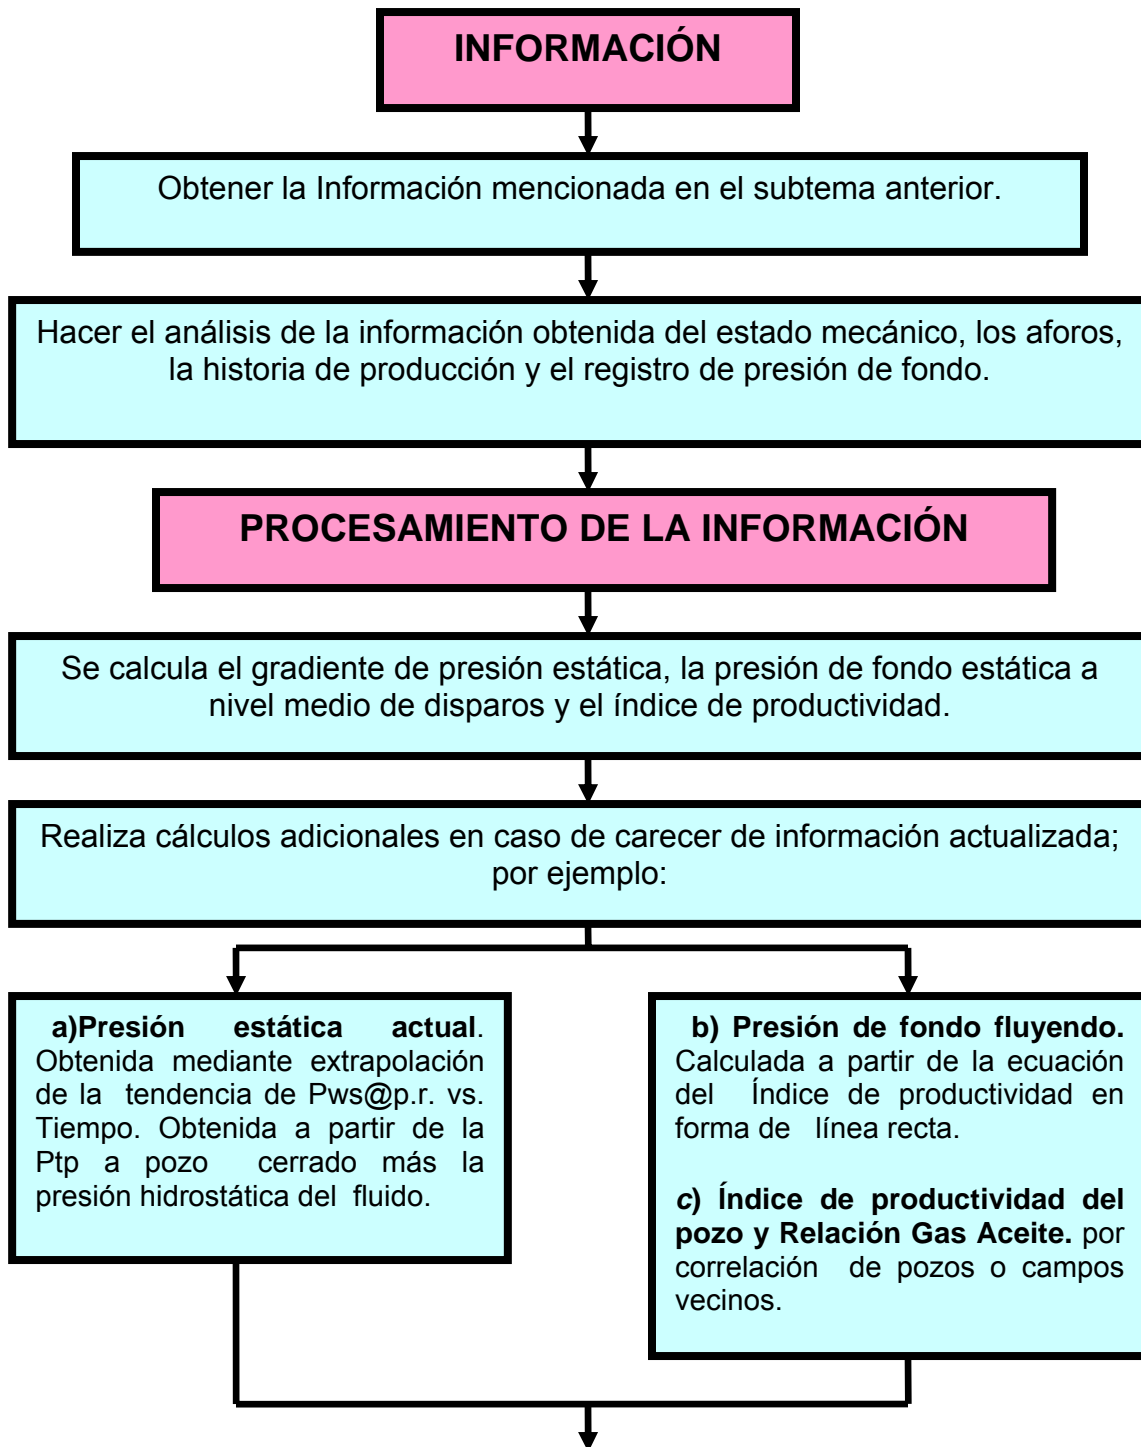 INFORMACIÓN
Obtener la Información mencionada en el subtema anterior.
Hacer el análisis de la información obtenida del estado mecánico, los aforos,
la historia de producción y el registro de presión de fondo.
PROCESAMIENTO DE LA INFORMACIÓN
Se calcula el gradiente de presión estática, la presión de fondo estática a
nivel medio de disparos y el índice de productividad.
Realiza cálculos adicionales en caso de carecer de información actualizada;
por ejemplo:
a)Presión estática actual.
Obtenida mediante extrapolación
de la tendencia de Pws@p.r. vs.
Tiempo. Obtenida a partir de la
Ptp a pozo cerrado más la
presión hidrostática del fluido.
b) Presión de fondo fluyendo.
Calculada a partir de la ecuación
del Índice de productividad en
forma de línea recta.
c) Índice de productividad del
pozo y Relación Gas Aceite. por
correlación de pozos o campos
vecinos.